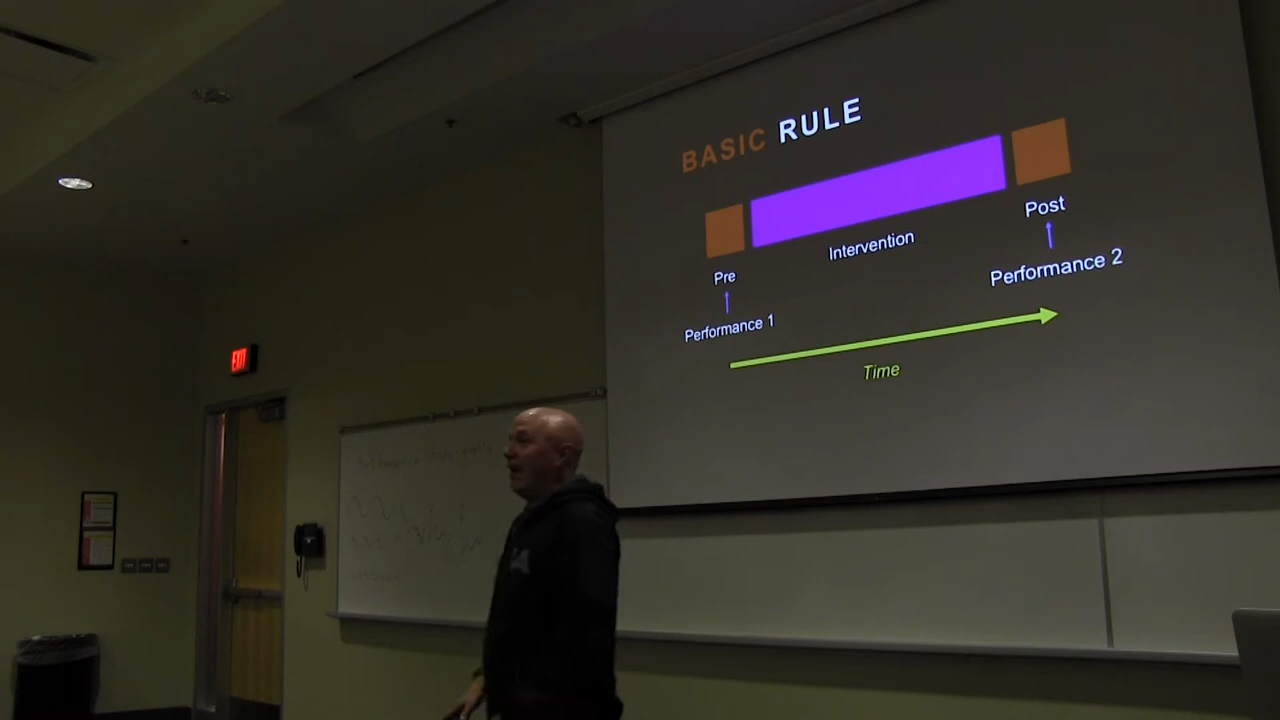 BASIC RULE
Post
Intervention
Pre
Performance 2
Performance 1
Time
EXIT